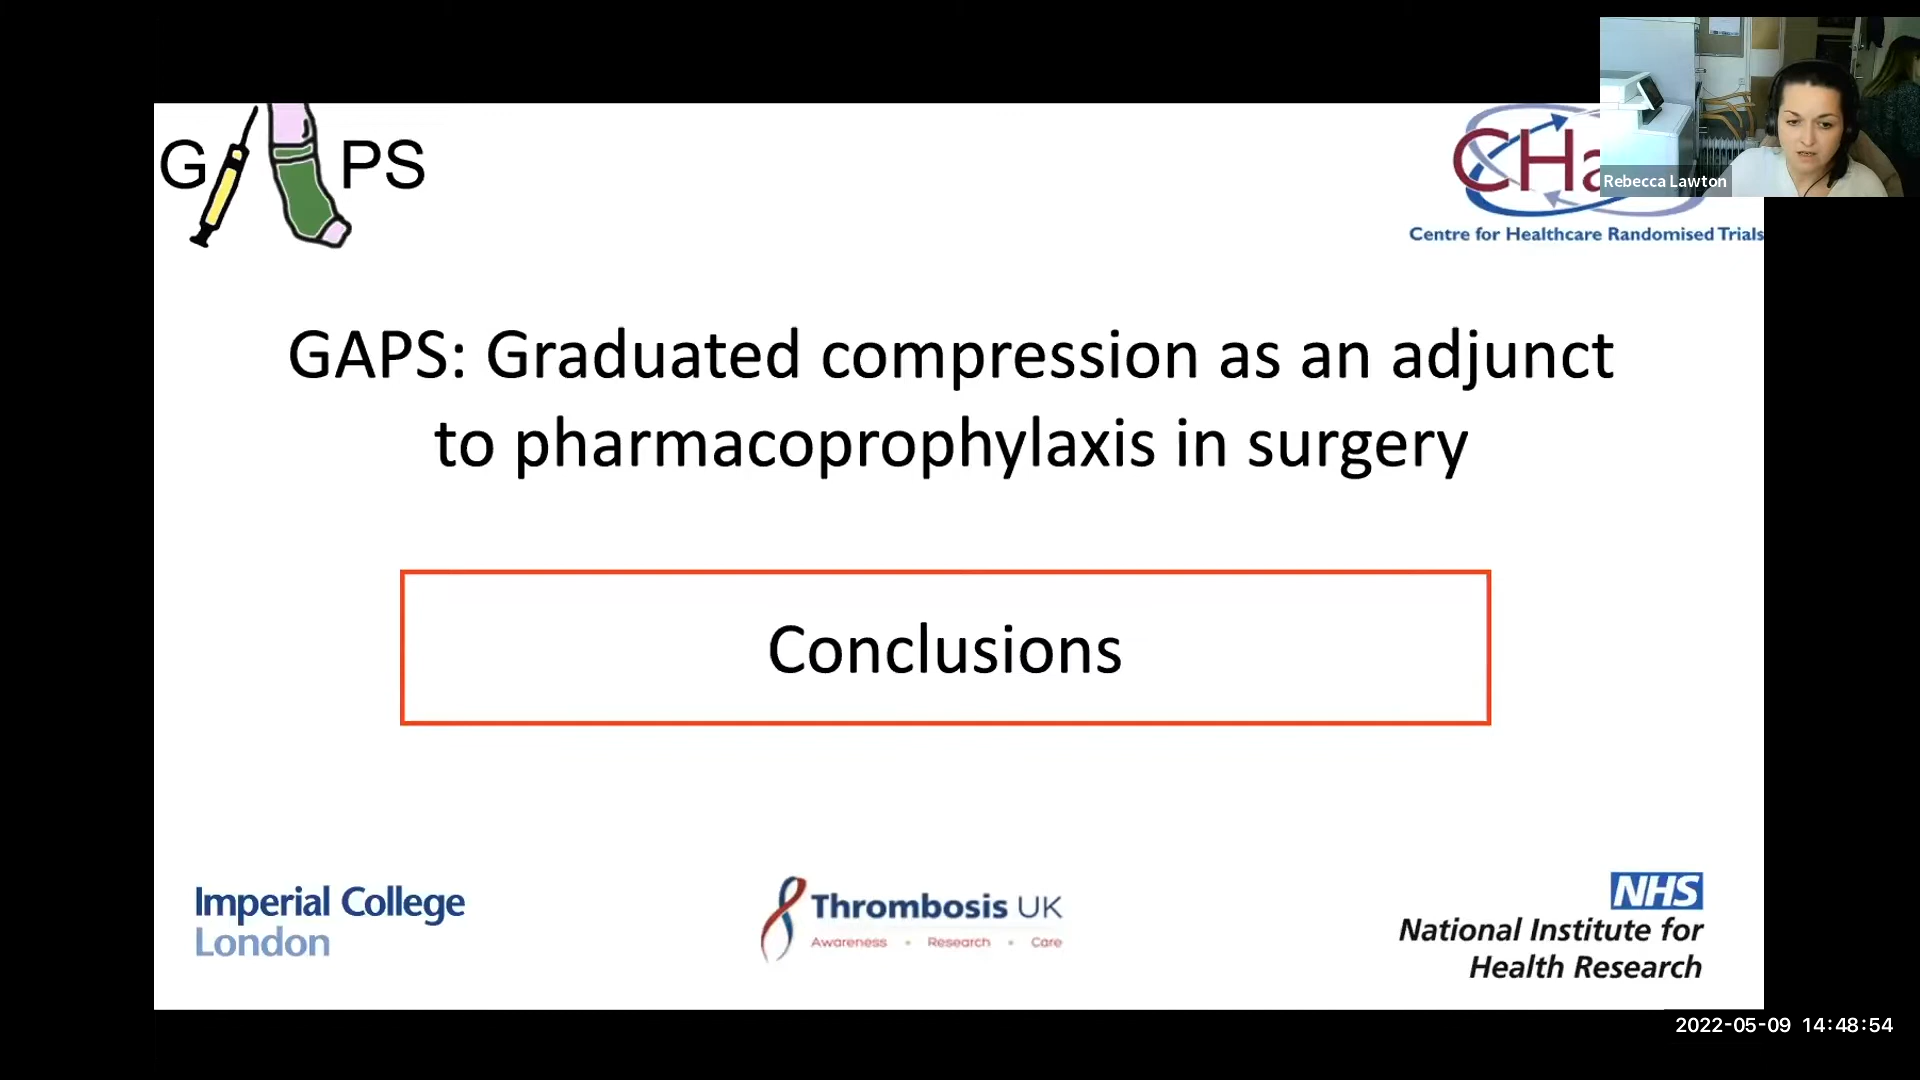 G PS
CHa
Rebecca Lawton
Centre for Healthcare Randomised Trials
GAPS: Graduated compression as an adjunct
to pharmacoprophylaxis in surgery
Conclusions
Imperial College
London
Thrombosis UK
Awareness • Research • Care
NHS
National Institute for
Health Research
2022-05-09 14:48:54